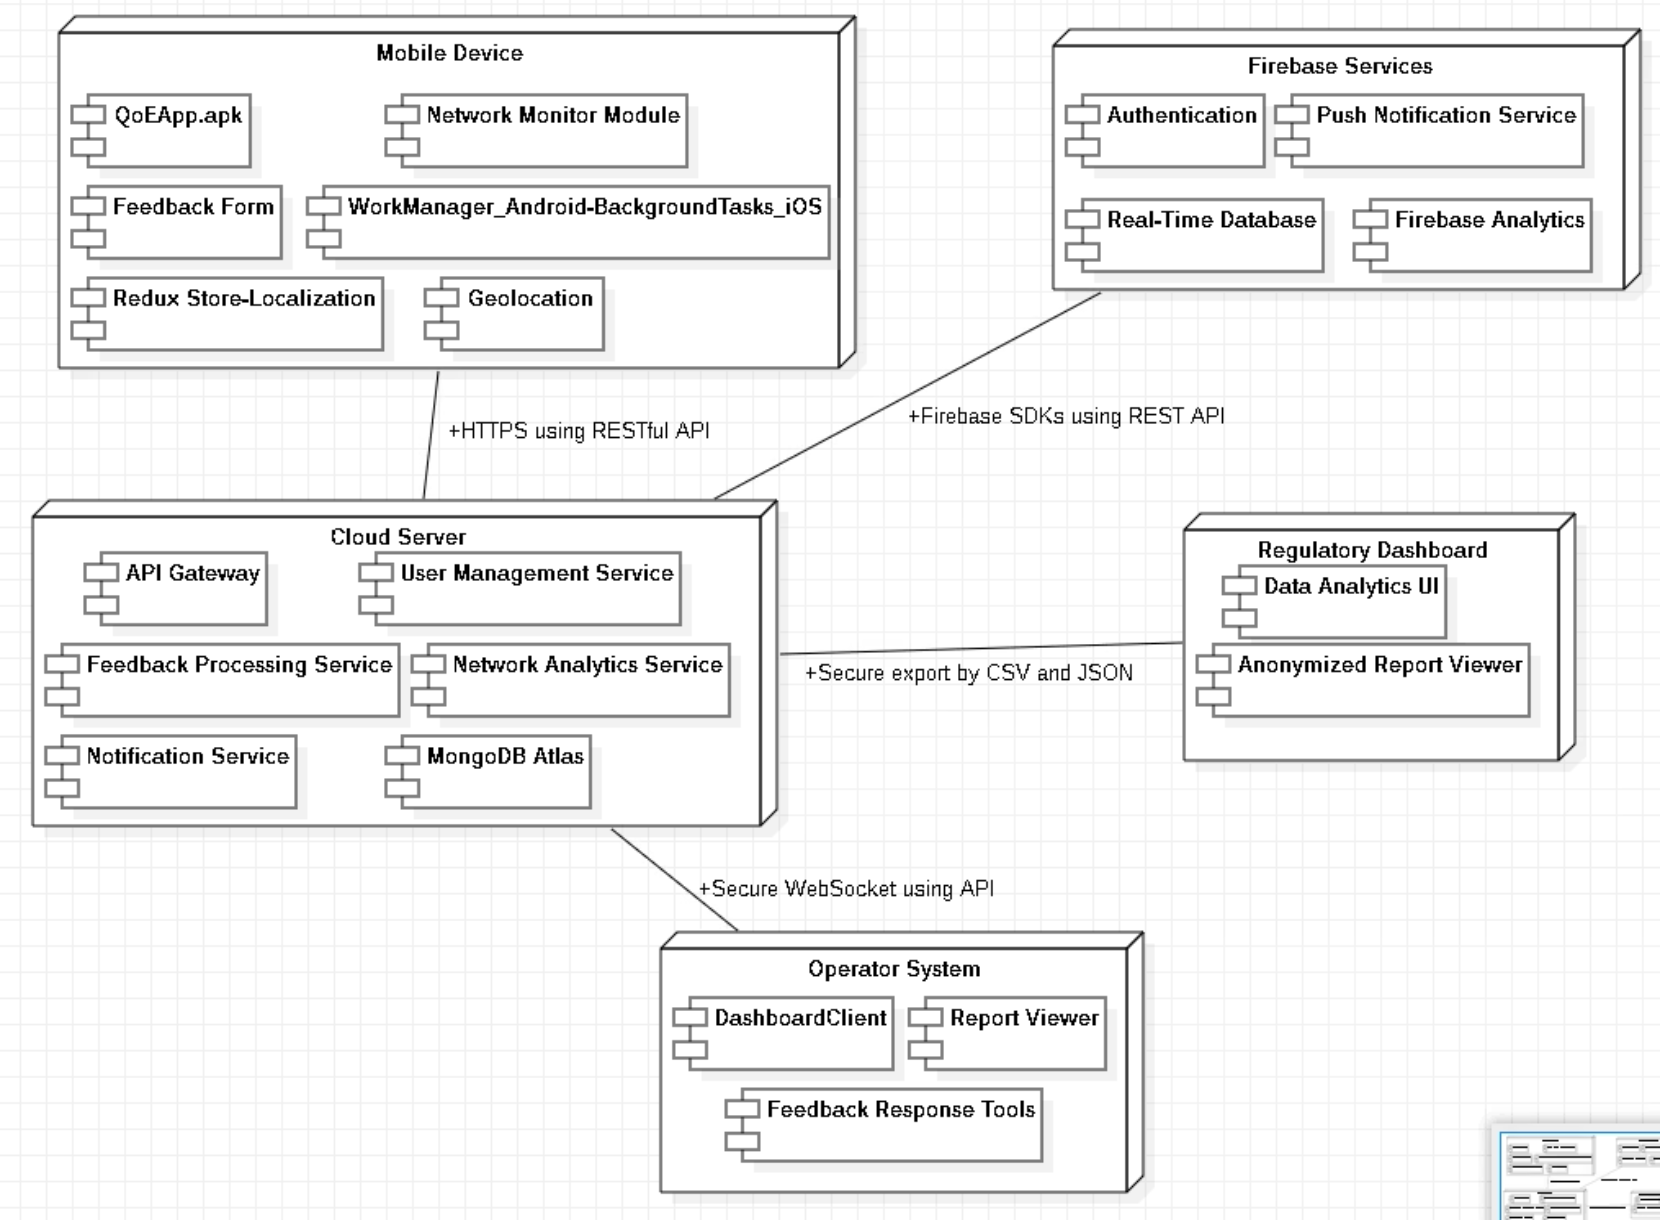 Mobile Device
QoEApp.apk
Network Monitor Module
Feedback Form
WorkManager_Android-BackgroundTasks_iOS
Redux Store-Localization
Geolocation
Firebase Services
Authentication
Push Notification Service
Real-Time Database
Firebase Analytics
+HTTPS using RESTful API
+Firebase SDKs using REST API
Cloud Server
API Gateway
User Management Service
Feedback Processing Service
Network Analytics Service
Notification Service
MongoDB Atlas
+Secure export by CSV and JSON
Regulatory Dashboard
Data Analytics UI
Anonymized Report Viewer
+Secure WebSocket using API
Operator System
DashboardClient
Report Viewer
Feedback Response Tools